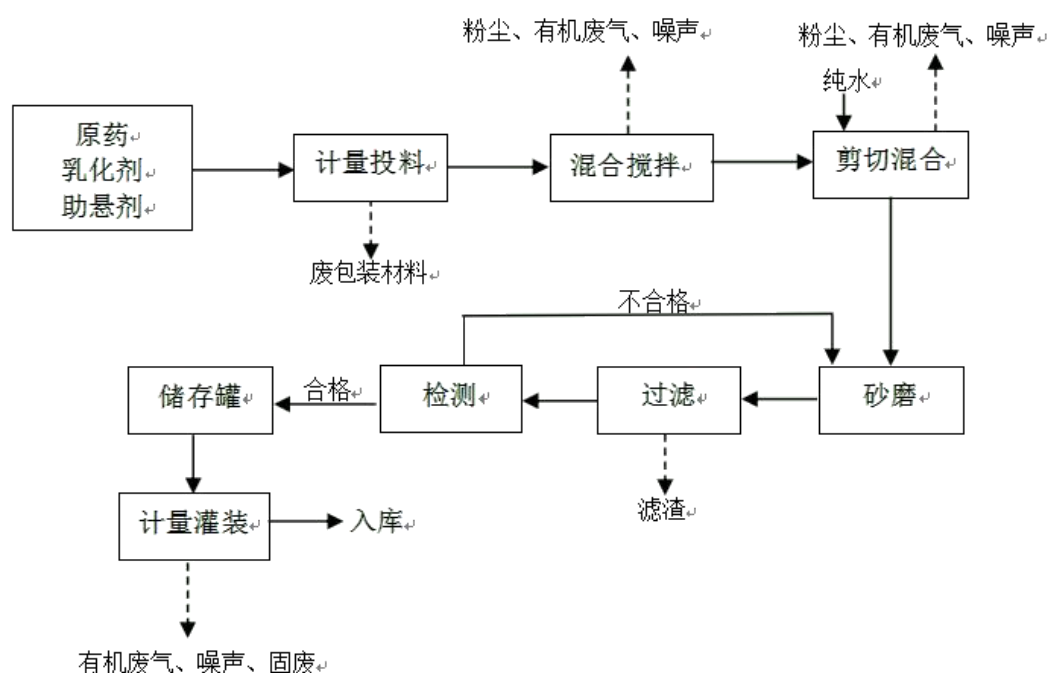 粉尘、有机废气、噪声
粉尘、有机废气、噪声
纯水
原药
乳化剂
助悬剂
计量投料
混合搅拌
剪切混合
废包装材料
不合格
储存罐
合格
检测
过滤
砂磨
滤渣
计量灌装
入库
有机废气、噪声、固废